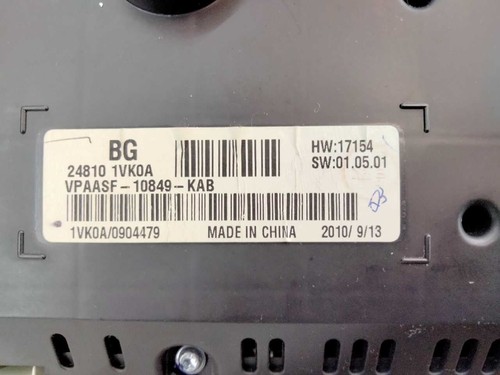 BG
HW:17154
24810 1VK0A
SW:01.05.01
VPAASF-10849-KAB
1VK0A/0904479 MADE IN CHINA 2010/ 9/13